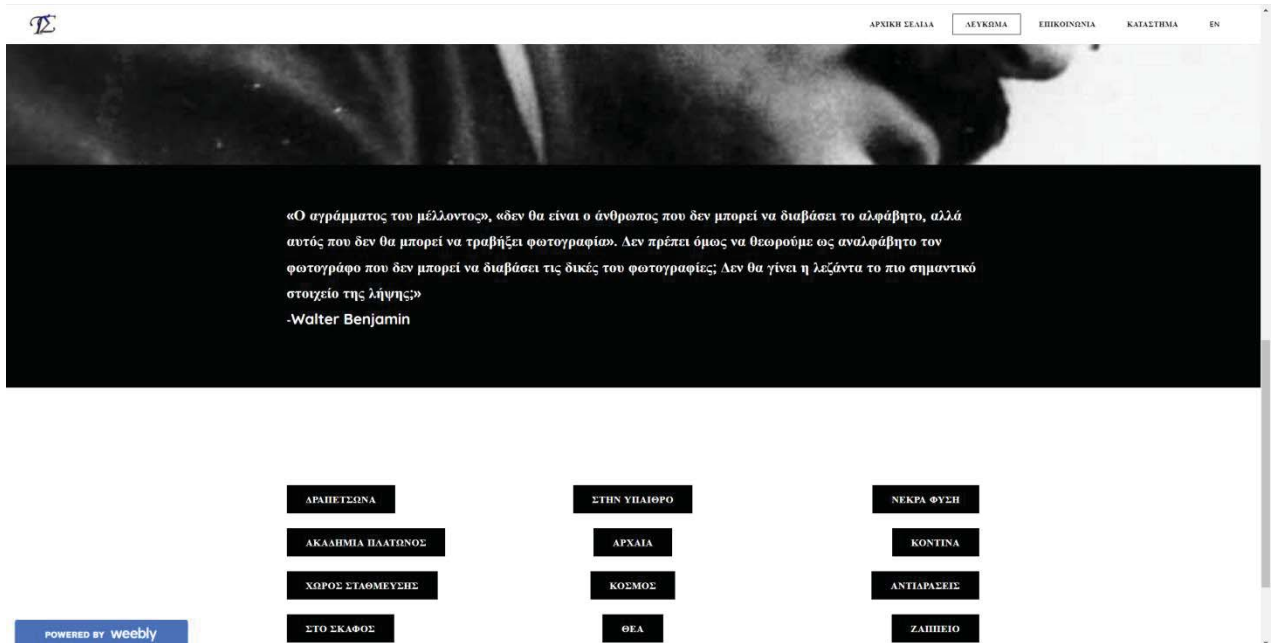 ΤΣ
ΑΡΧΙΚΗ ΣΕΛΙΔΑ ΛΕΥΚΩΜΑ ΕΠΙΚΟΙΝΩΝΙΑ ΚΑΤΑΣΤΗΜΑ EN
«Ο αγράμματος του μέλλοντος», «δεν θα είναι ο άνθρωπος που δεν μπορεί να διαβάσει το αλφάβητο, αλλά
αυτός που δεν θα μπορεί να τραβήξει φωτογραφία». Δεν πρέπει όμως να θεωρούμε ως αναλφάβητο τον
φωτογράφο που δεν μπορεί να διαβάσει τις δικές του φωτογραφίες; Δεν θα γίνει η λεζάντα το πιο σημαντικό
στοιχείο της λήψης;»
-Walter Benjamin
ΔΡΑΠΕΤΣΩΝΑ ΣΤΗΝ ΥΠΑΙΘΡΟ ΝΕΚΡΑ ΦΥΣΗ
ΑΚΑΔΗΜΙΑ ΠΛΑΤΩΝΟΣ ΑΡΧΑΙΑ ΚΟΝΤΙΝΑ
ΧΩΡΟΣ ΣΤΑΘΜΕΥΣΗΣ ΚΟΣΜΟΣ ΑΝΤΙΔΡΑΣΕΙΣ
ΣΤΟ ΣΚΑΦΟΣ ΘΕΑ ΖΑΠΠΕΙΟ
POWERED BY weebly